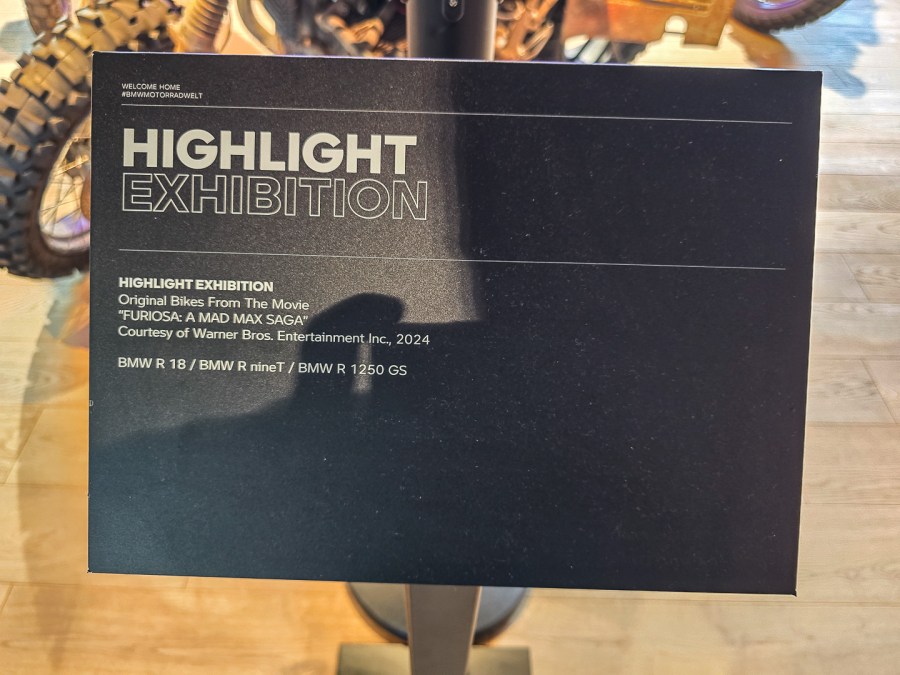 WELCOME HOME
#BMWMOTORRADWELT
HIGHLIGHT
EXHIBITION
HIGHLIGHT EXHIBITION
Original Bikes From The Movie
"FURIOSA: A MAD MAX SAGA"
Courtesy of Warner Bros. Entertainment Inc., 2024
BMW R 18 / BMW R nineT / BMW R 1250 GS